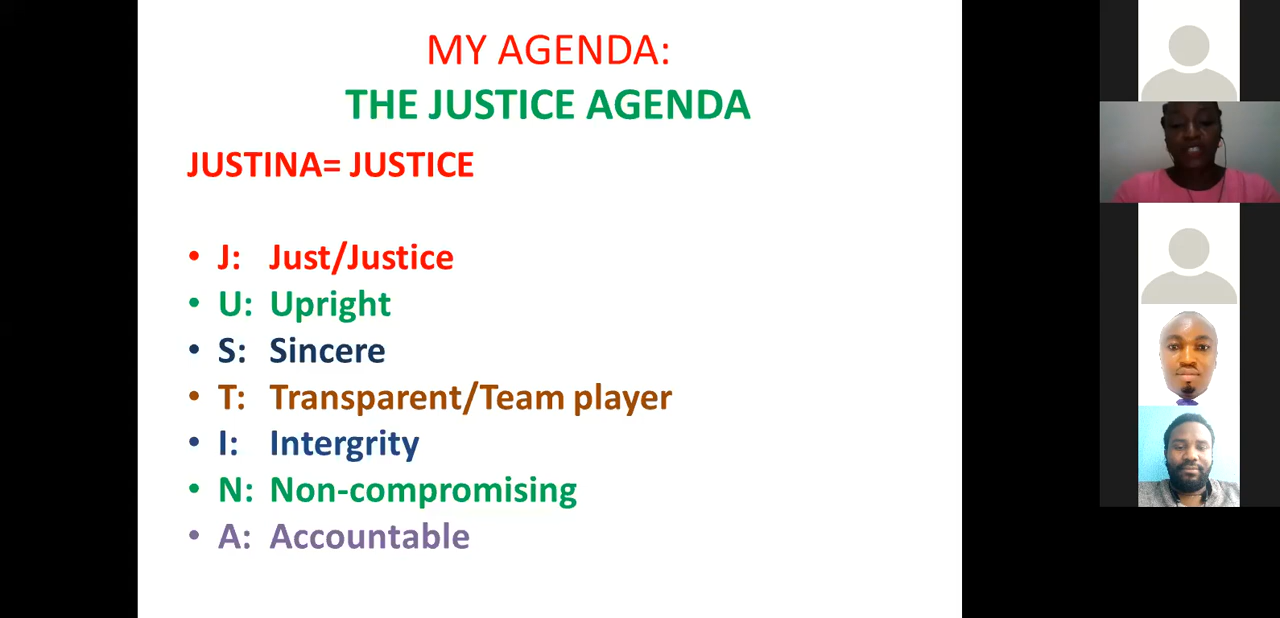 MY AGENDA:
THE JUSTICE AGENDA
JUSTINA= JUSTICE
• J: Just/Justice
• U: Upright
• S: Sincere
• T: Transparent/Team player
• I: Intergrity
• N: Non-compromising
• A: Accountable